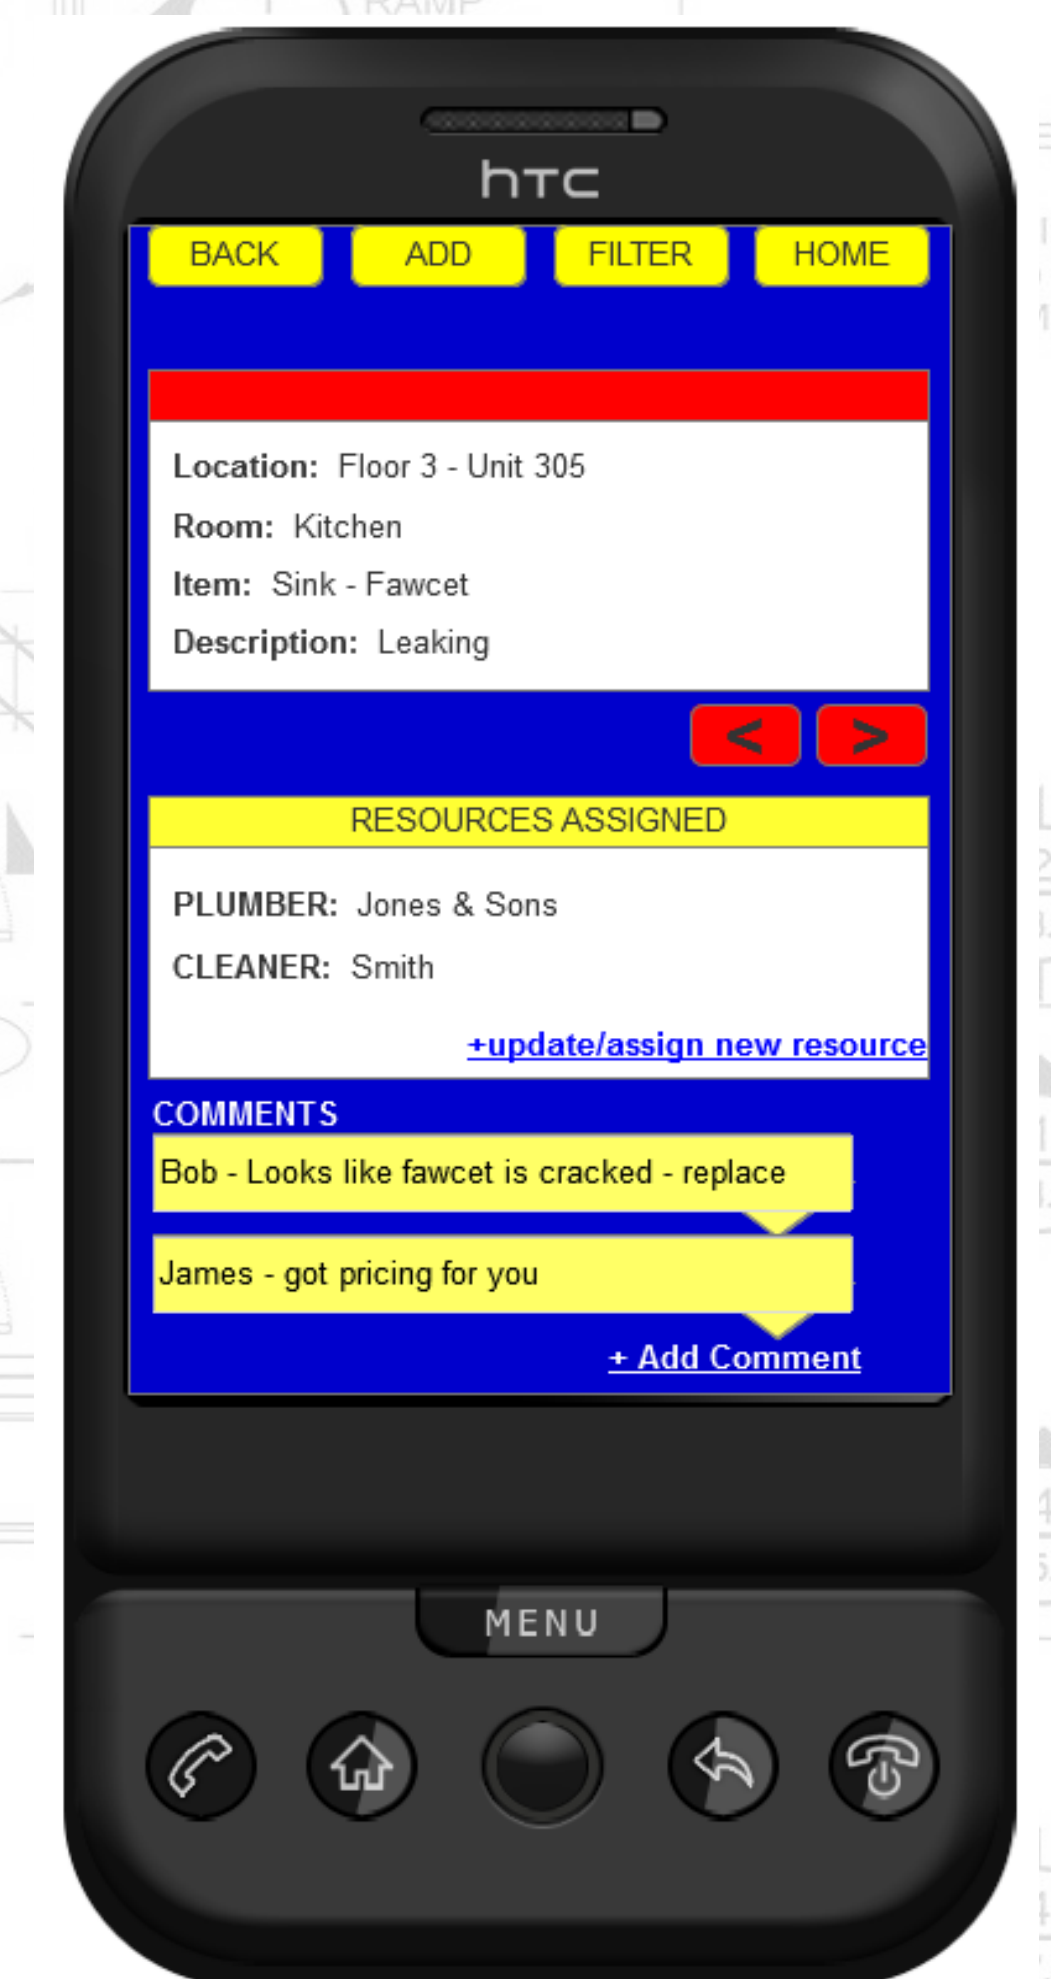 RAMP
hTC
BACK ADD FILTER HOME
Location: Floor 3 - Unit 305
Room: Kitchen
Item: Sink - Fawcet
Description: Leaking
< >
RESOURCES ASSIGNED
PLUMBER: Jones & Sons
CLEANER: Smith
+update/assign new resource
COMMENTS
Bob - Looks like fawcet is cracked - replace
James - got pricing for you
+ Add Comment
MENU